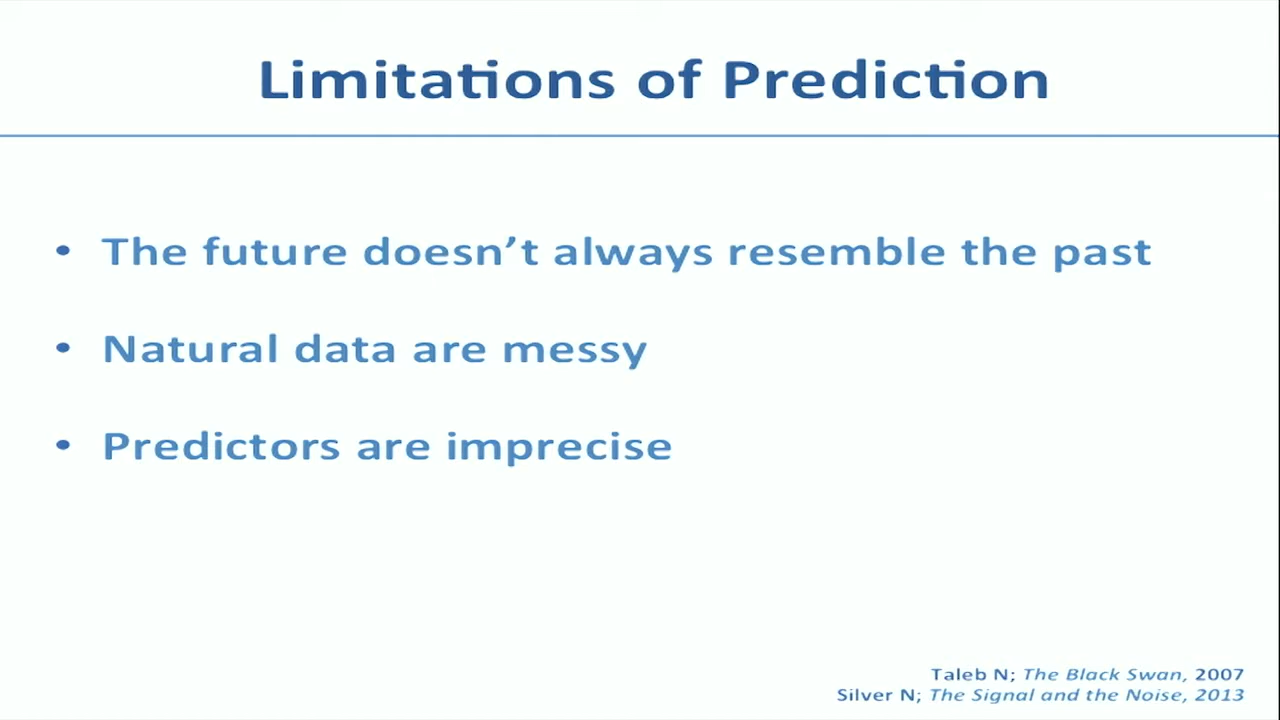 Limitations of Prediction
• The future doesn’t always resemble the past
• Natural data are messy
• Predictors are imprecise
Taleb N; The Black Swan, 2007
Silver N; The Signal and the Noise, 2013